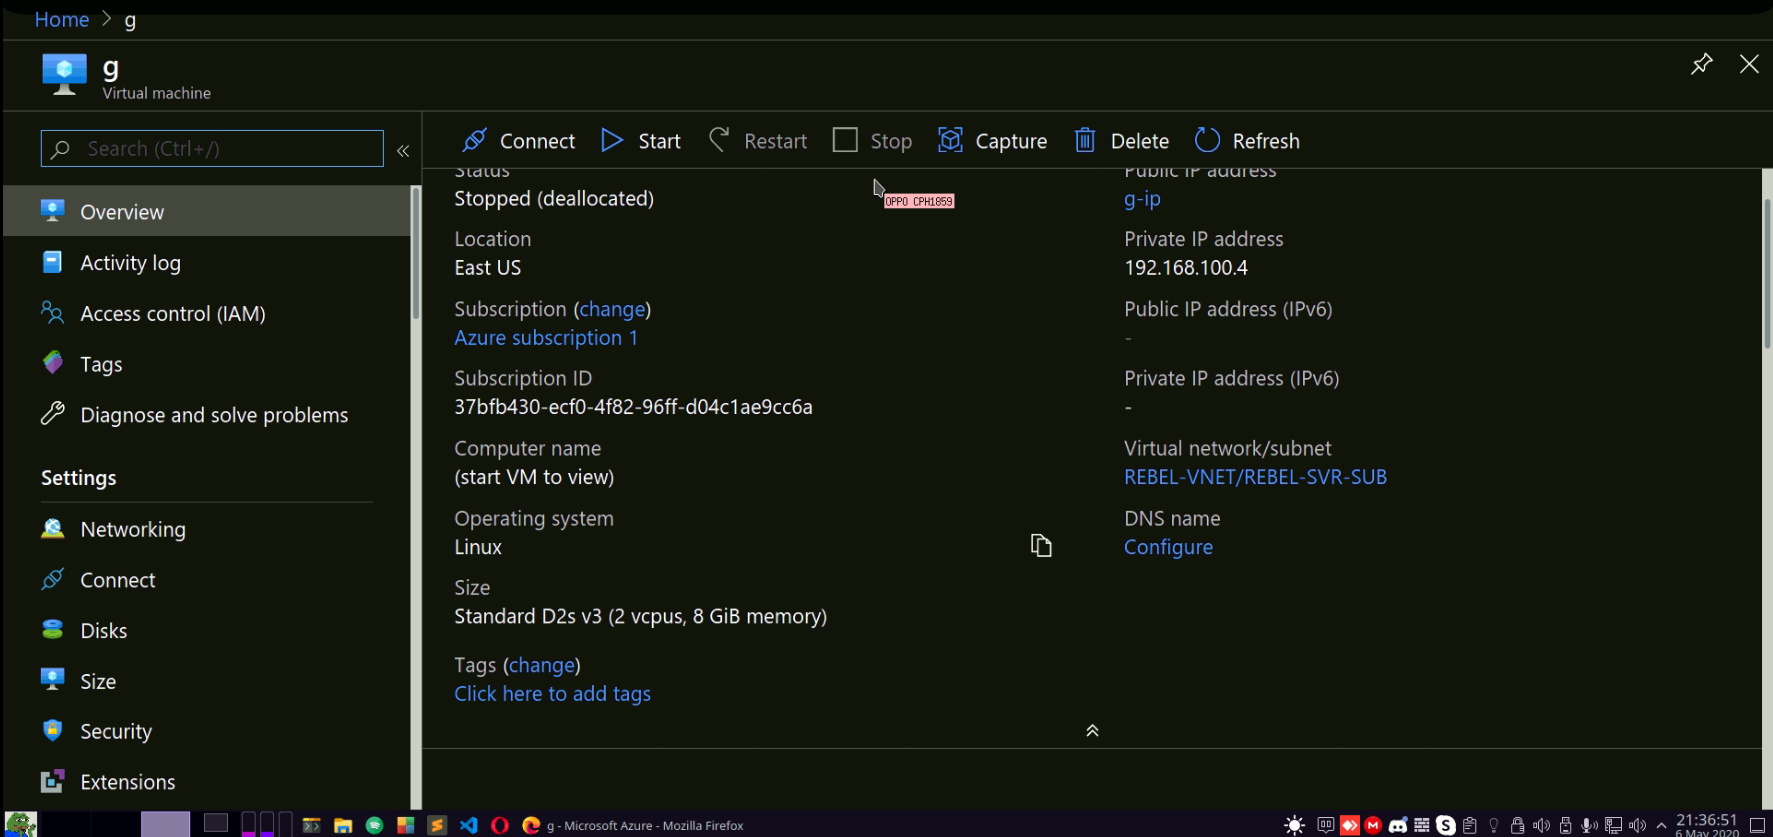 Home > g
g
Virtual machine
Search (Ctrl+/)
«
Connect
Start
Restart
Stop
Capture
Delete
Refresh
Overview
Activity log
Access control (IAM)
Tags
Diagnose and solve problems
Settings
Networking
Connect
Disks
Size
Security
Extensions
Status
Stopped (deallocated)
OPPO CPH1859
Location
East US
Subscription (change)
Azure subscription 1
Subscription ID
37bfb430-ecf0-4f82-96ff-d04c1ae9cc6a
Computer name
(start VM to view)
Operating system
Linux
Size
Standard D2s v3 (2 vcpus, 8 GiB memory)
Tags (change)
Click here to add tags
Public IP address
g-ip
Private IP address
192.168.100.4
Public IP address (IPv6)
-
Private IP address (IPv6)
-
Virtual network/subnet
REBEL-VNET/REBEL-SVR-SUB
DNS name
Configure
g - Microsoft Azure - Mozilla Firefox
21:36:51
6 May 2020